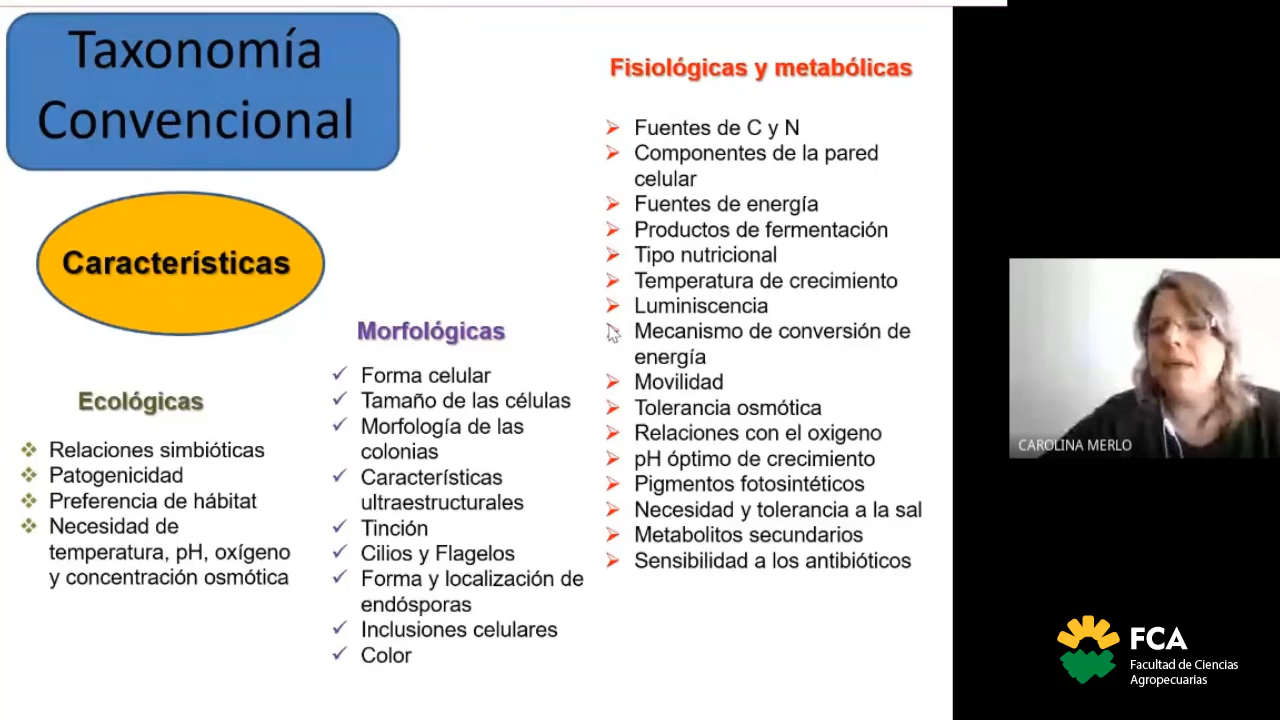 Taxonomía
Convencional
Características
Ecológicas
Relaciones simbióticas
Patogenicidad
Preferencia de hábitat
Necesidad de
temperatura, pH, oxígeno
y concentración osmótica
Morfológicas
Forma celular
Tamaño de las células
Morfología de las
colonias
Características
ultraestructurales
Tinción
Cilios y Flagelos
Forma y localización de
endósporas
Inclusiones celulares
Color
Fisiológicas y metabólicas
Fuentes de C y N
Componentes de la pared
celular
Fuentes de energía
Productos de fermentación
Tipo nutricional
Temperatura de crecimiento
Luminiscencia
Mecanismo de conversión de
energía
Movilidad
Tolerancia osmótica
Relaciones con el oxigeno
pH óptimo de crecimiento
Pigmentos fotosintéticos
Necesidad y tolerancia a la sal
Metabolitos secundarios
Sensibilidad a los antibióticos
CAROLINA MERLO
FCA
Facultad de Ciencias
Agropecuarias